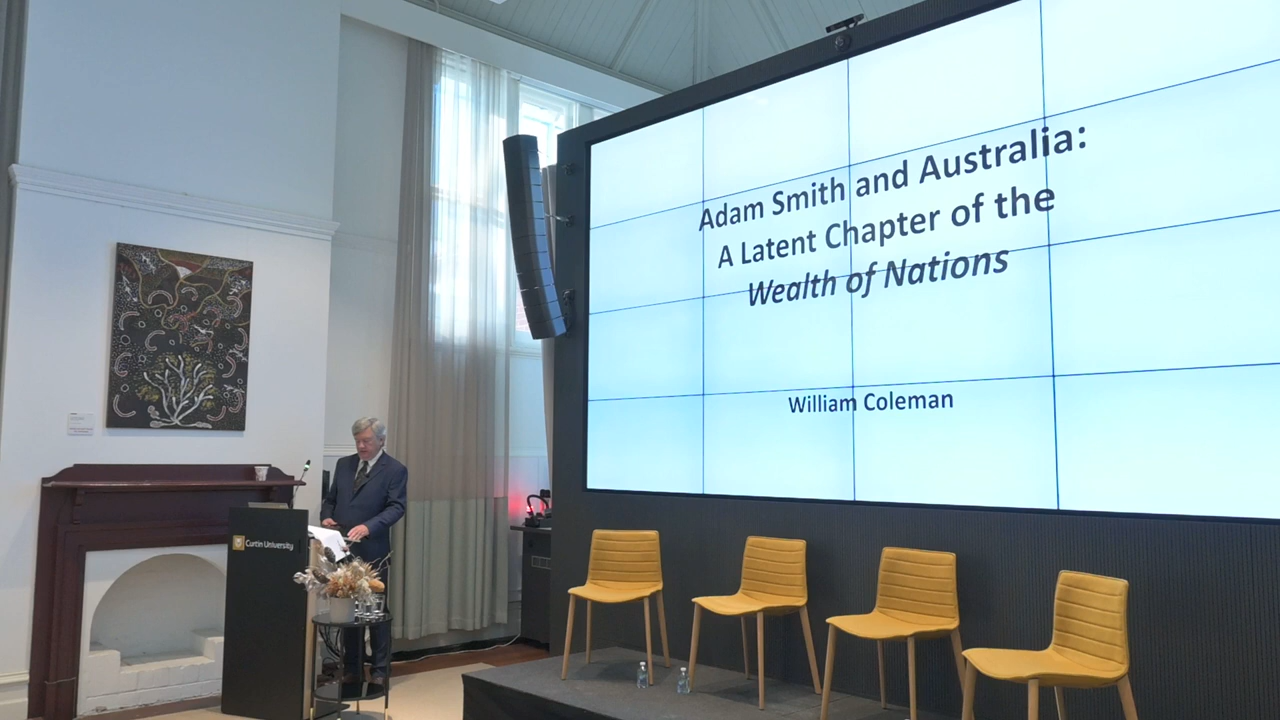 Adam Smith and Australia:
A Latent Chapter of the
Wealth of Nations
William Coleman
Curtin University